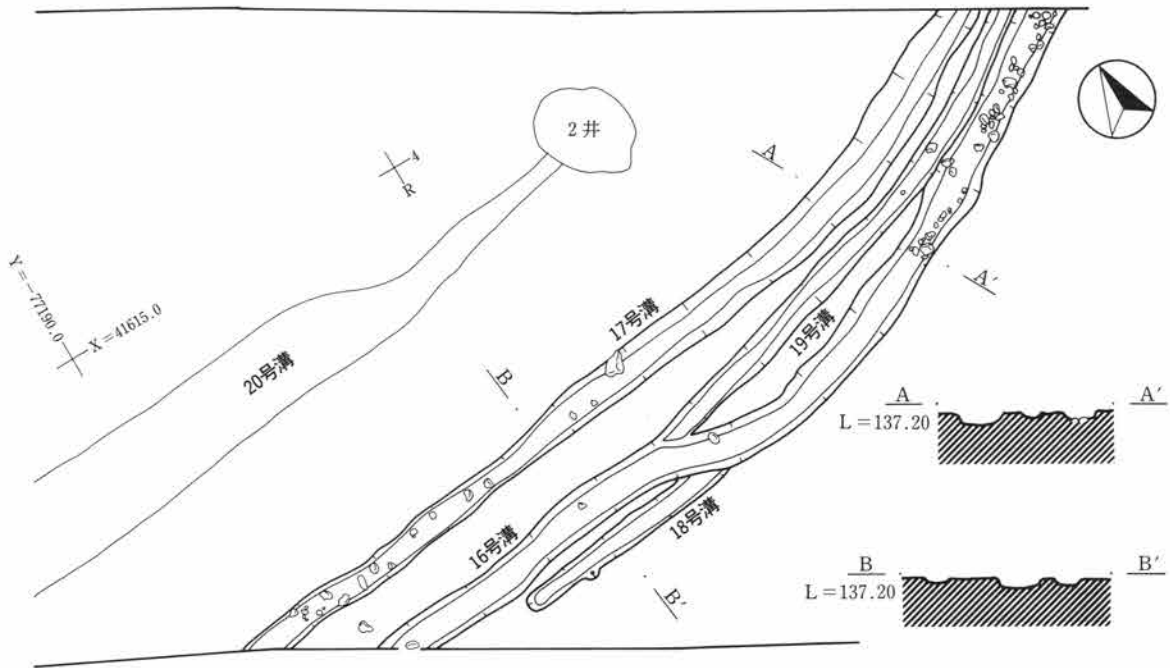 2井
A
4
R
Y=-77190.0
X=41615.0
17号溝
A′
19号溝
20号溝
B
A
A′
L=137.20
16号溝
18号溝
B′
B
B′
L=137.20